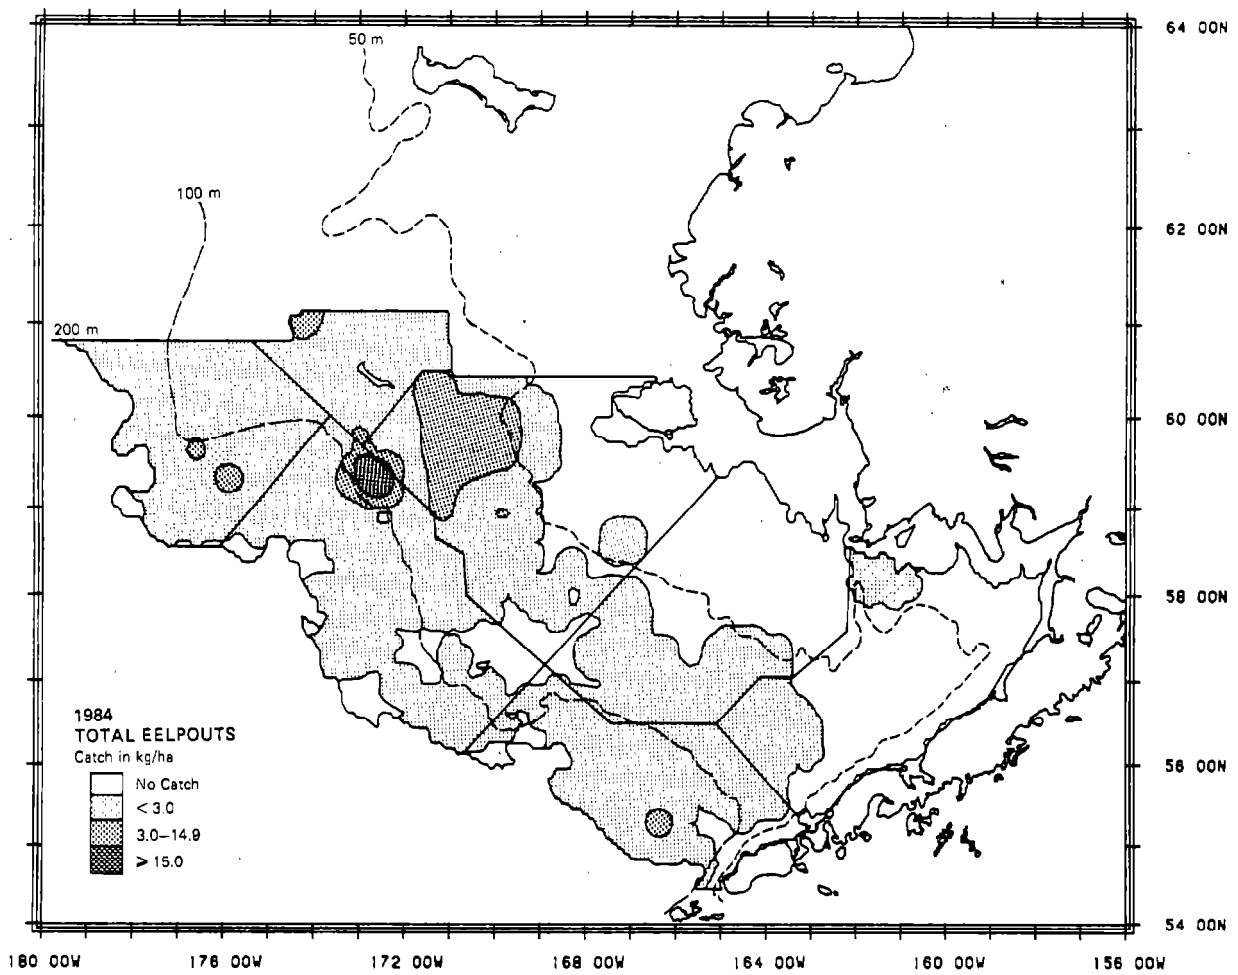 50 m
100 m
200 m
64 00N
62 00N
60 00N
58 00N
56 00N
54 00N
1984
TOTAL EELPOUTS
Catch in kg/ha
No Catch
< 3.0
3.0–14.9
≥ 15.0
180 00W
176 00W
172 00W
168 00W
164 00W
160 00W
156 00W